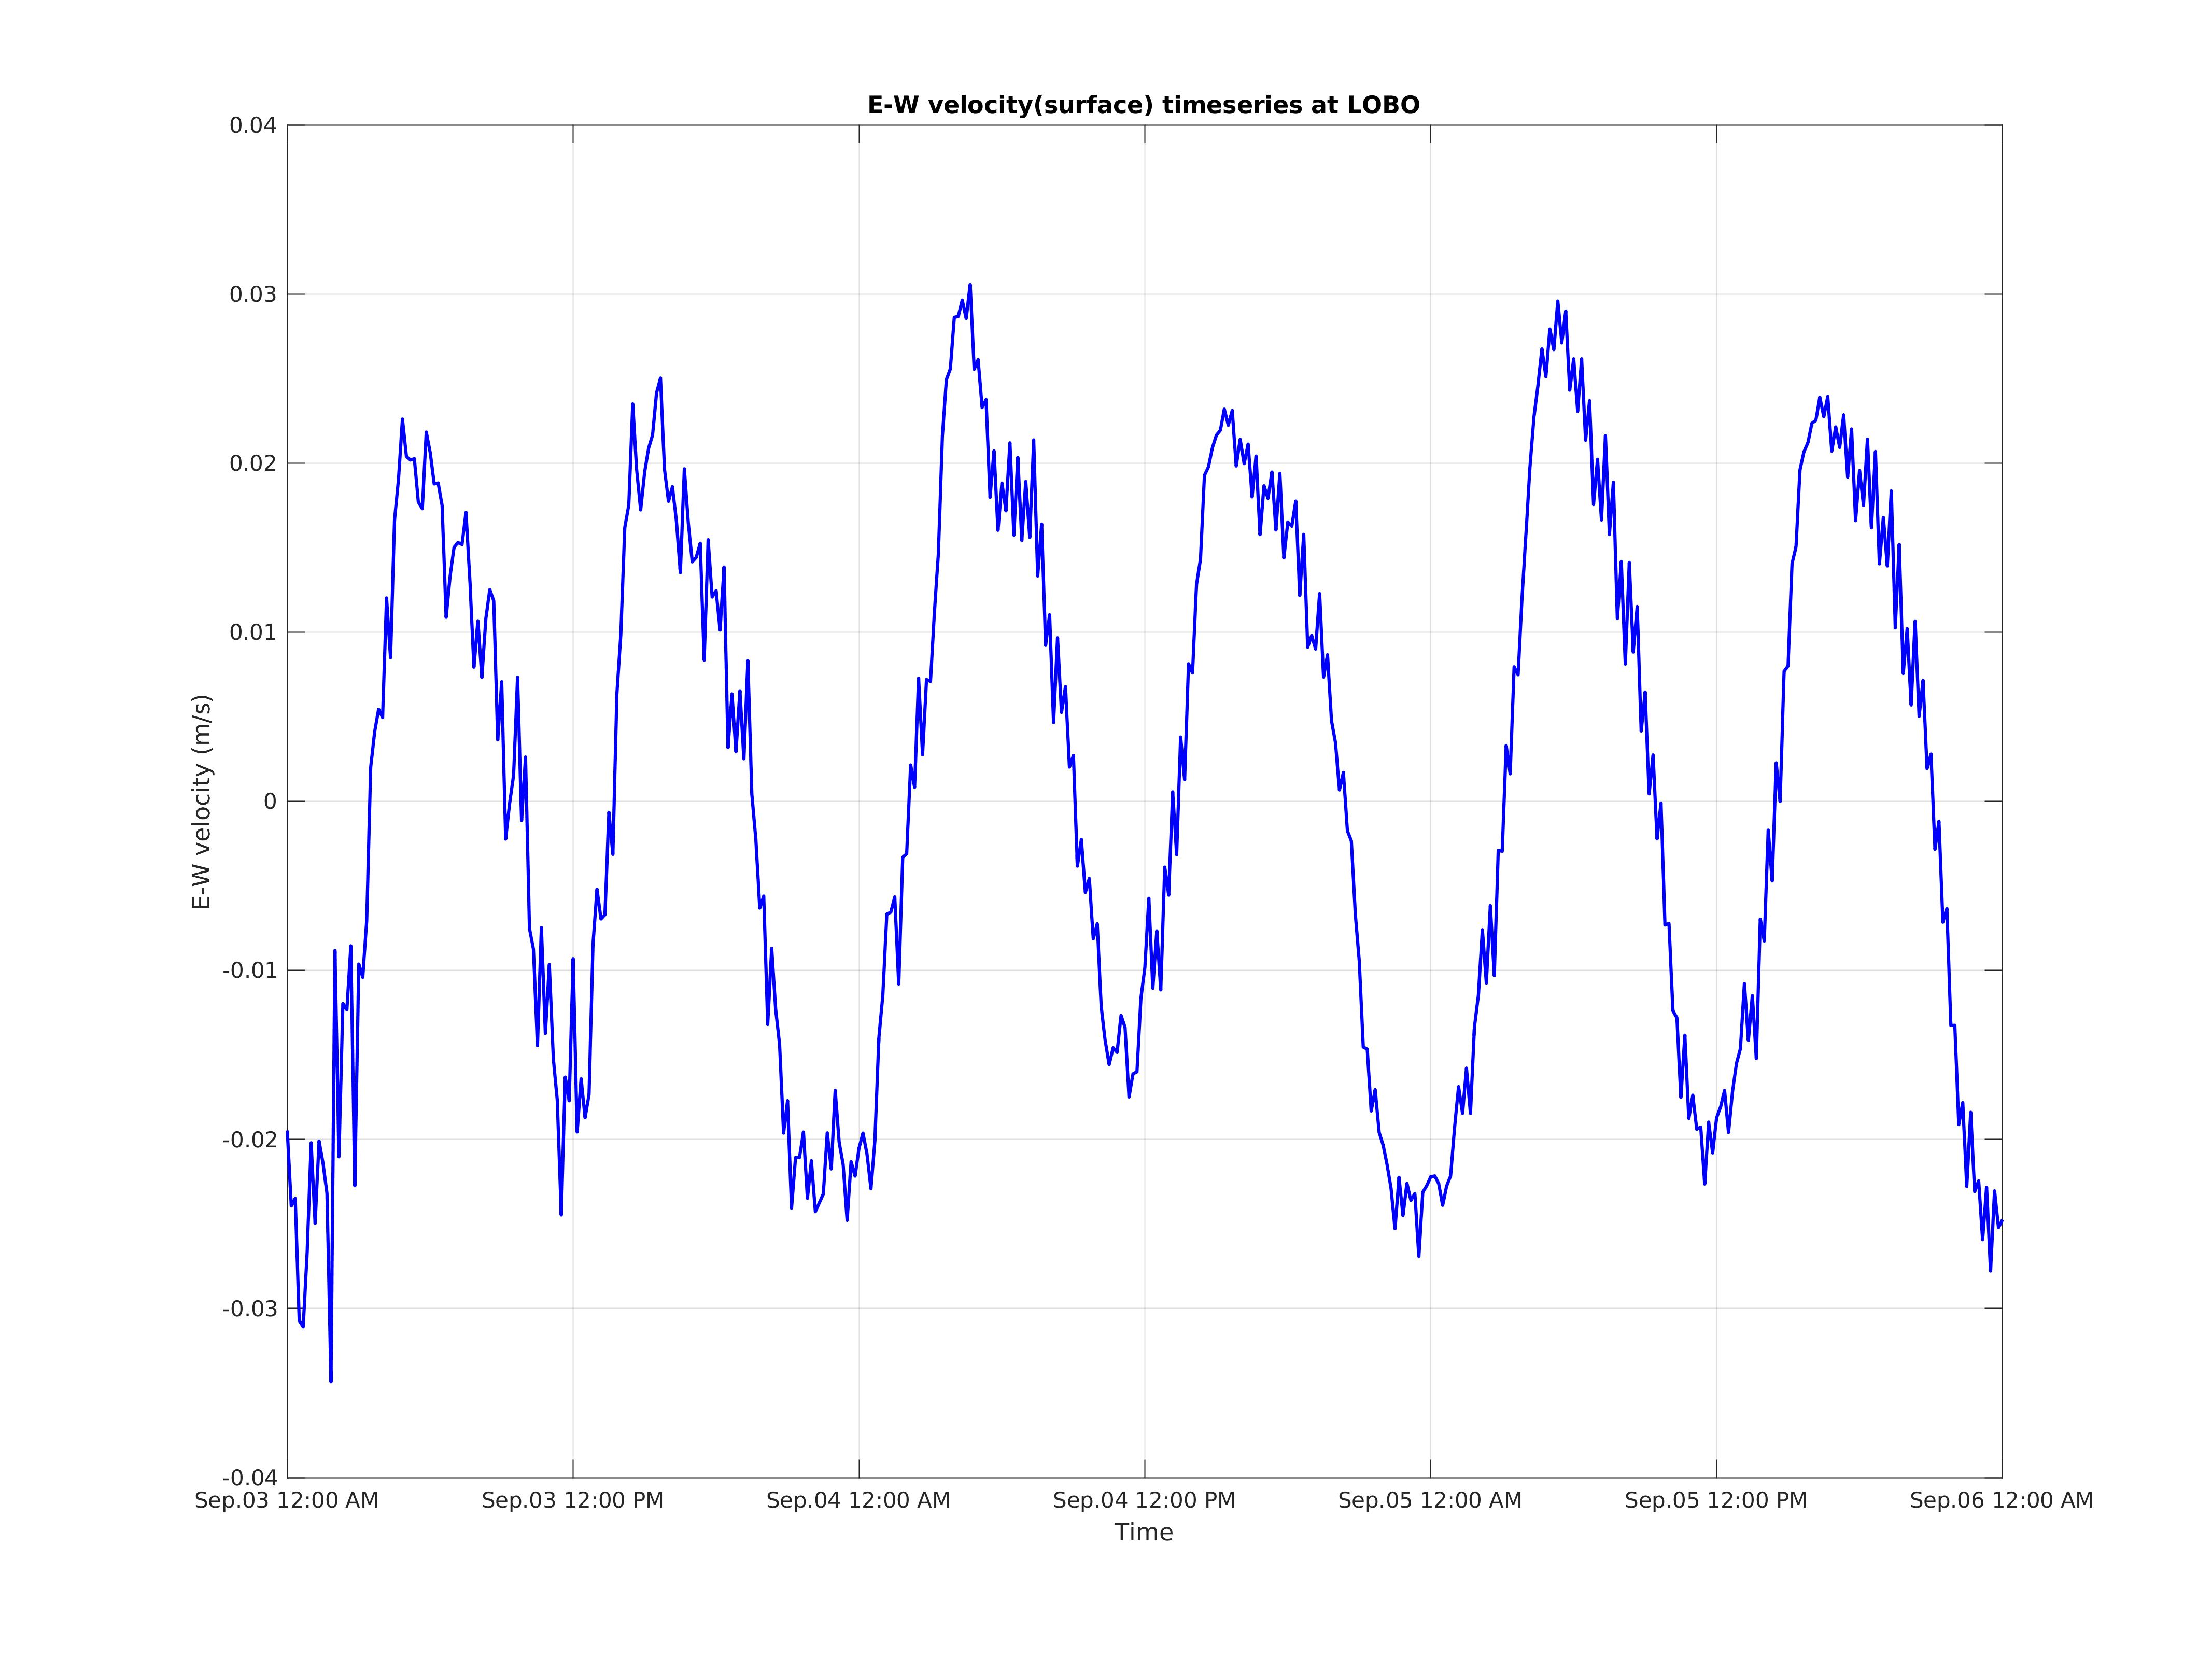 E-W velocity(surface) timeseries at LOBO
0.04
0.03
0.02
0.01
0
-0.01
-0.02
-0.03
-0.04
E-W velocity (m/s)
Sep.03 12:00 AM Sep.03 12:00 PM Sep.04 12:00 AM Sep.04 12:00 PM Sep.05 12:00 AM Sep.05 12:00 PM Sep.06 12:00 AM
Time